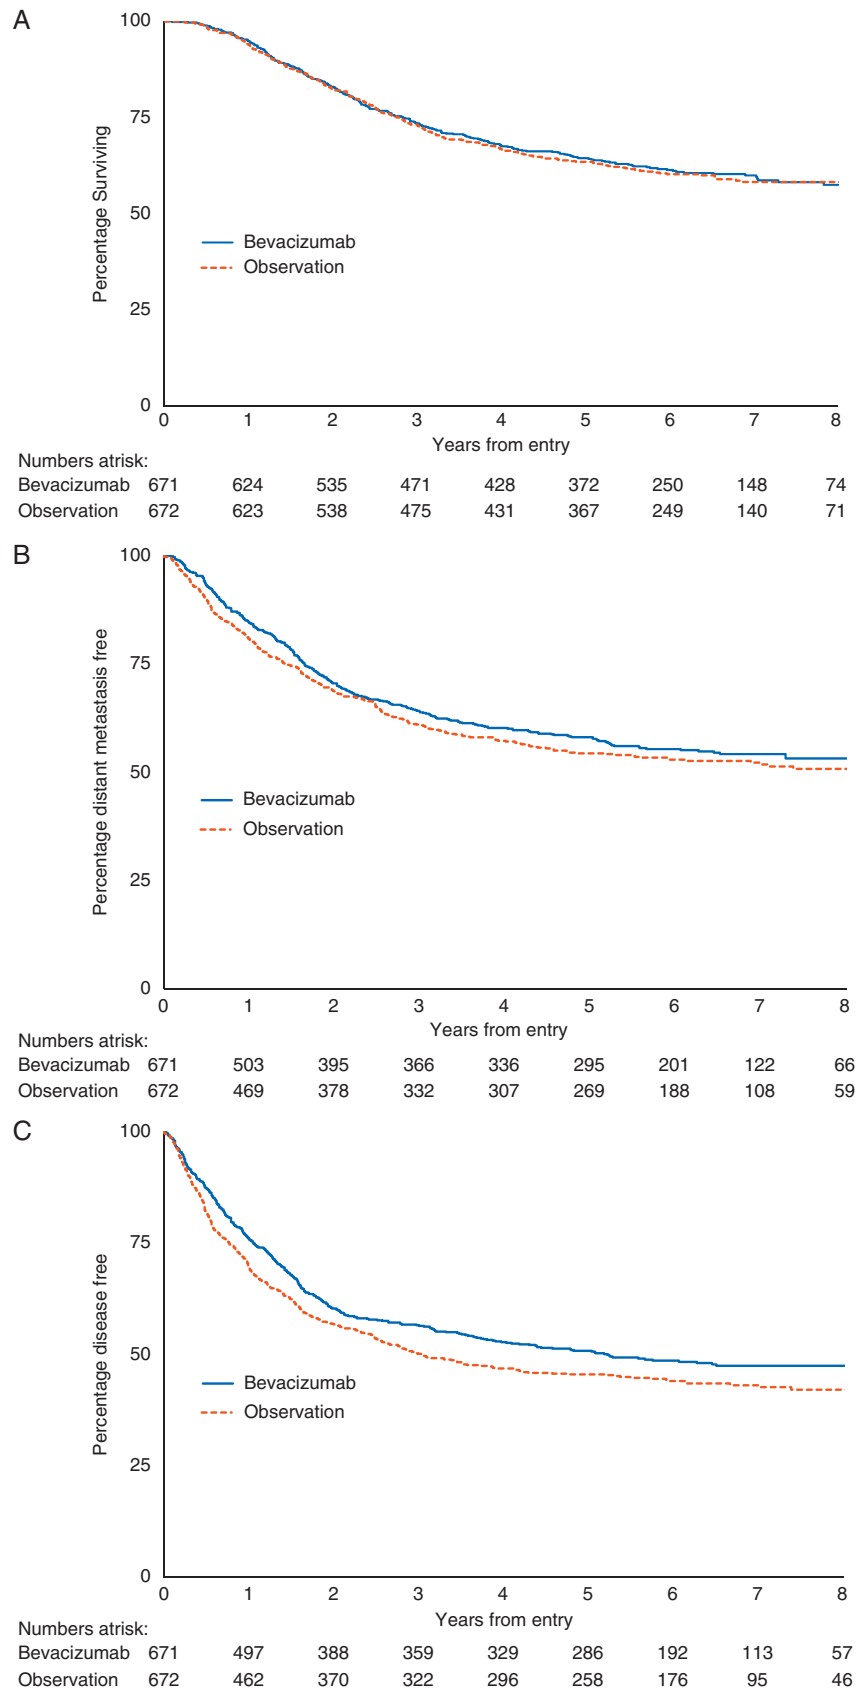 A
Percentage Surviving
100
75
50
25
0
Bevacizumab
Observation
0 1 2 3 4 5 6 7 8
Years from entry
Numbers atrisk:
Bevacizumab 671 624 535 471 428 372 250 148 74
Observation 672 623 538 475 431 367 249 140 71
B
Percentage distant metastasis free
100
75
50
25
0
Bevacizumab
Observation
0 1 2 3 4 5 6 7 8
Years from entry
Numbers atrisk:
Bevacizumab 671 503 395 366 336 295 201 122 66
Observation 672 469 378 332 307 269 188 108 59
C
Percentage disease free
100
75
50
25
0
Bevacizumab
Observation
0 1 2 3 4 5 6 7 8
Years from entry
Numbers atrisk:
Bevacizumab 671 497 388 359 329 286 192 113 57
Observation 672 462 370 322 296 258 176 95 46